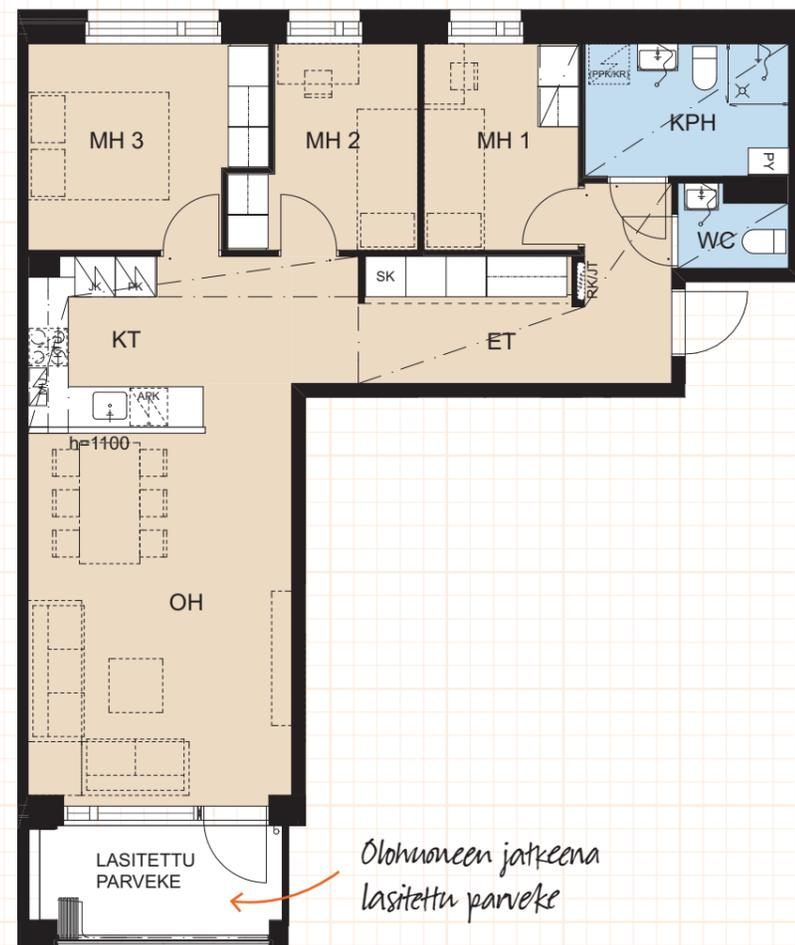 MH 3
MH 2
MH 1
PPK/KR
KPH
PY
WC
JK
PK
SK
RK/JT
KT
ET
APK
h=1100
OH
LASITETTU
PARVEKE
Olohuoneen jatkeena
lasitettu parveke